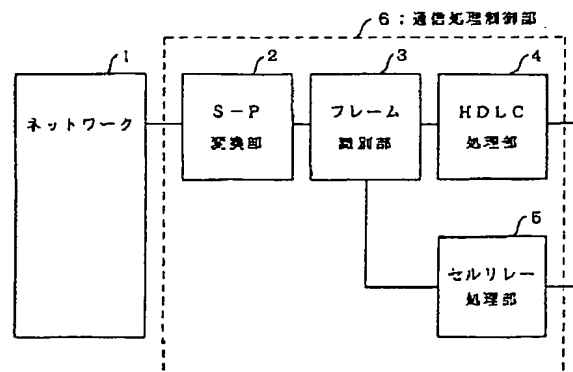 6：通信処理制御部
1
2
3
4
ネットワーク
S－P
変換部
フレーム
識別部
HDLC
処理部
5
セルリレー
処理部